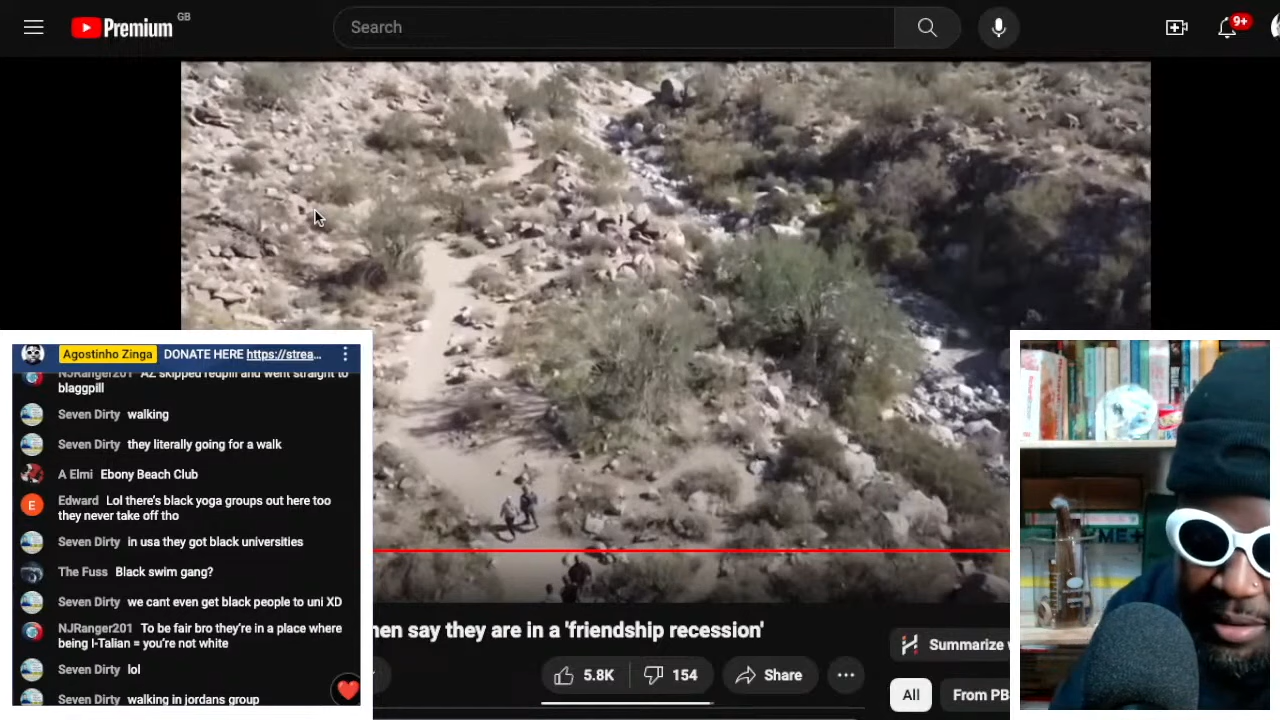 Premium GB
Search
9+
Agostinho Zinga DONATE HERE https://strea...
NJRanger201 AZ skipped redpill and went straight to
blaggpill
Seven Dirty walking
Seven Dirty they literally going for a walk
A Elmi Ebony Beach Club
E
Edward Lol there's black yoga groups out here too
they never take off tho
Seven Dirty in usa they got black universities
The Fuss Black swim gang?
Seven Dirty we cant even get black people to uni XD
NJRanger201 To be fair bro they're in a place where
being I-Talian = you're not white
Seven Dirty lol
Seven Dirty walking in jordans group
men say they are in a 'friendship recession'
5.8K
154
Share
Summarize
All
From PB
ME+